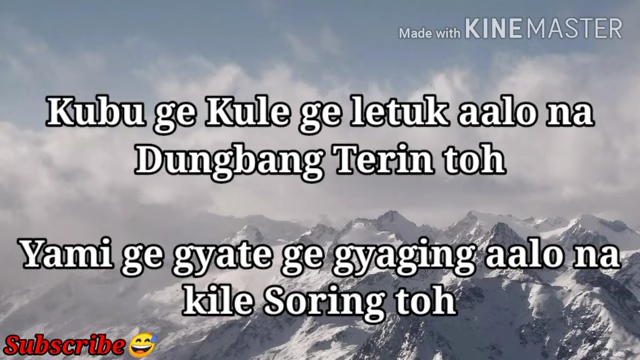 Made with KINEMASTER
Kubu ge Kule ge letuk aalo na
Dungbang Terin toh
Yami ge gyate ge gyaging aalo na
kile Soring toh
Subscribe😅